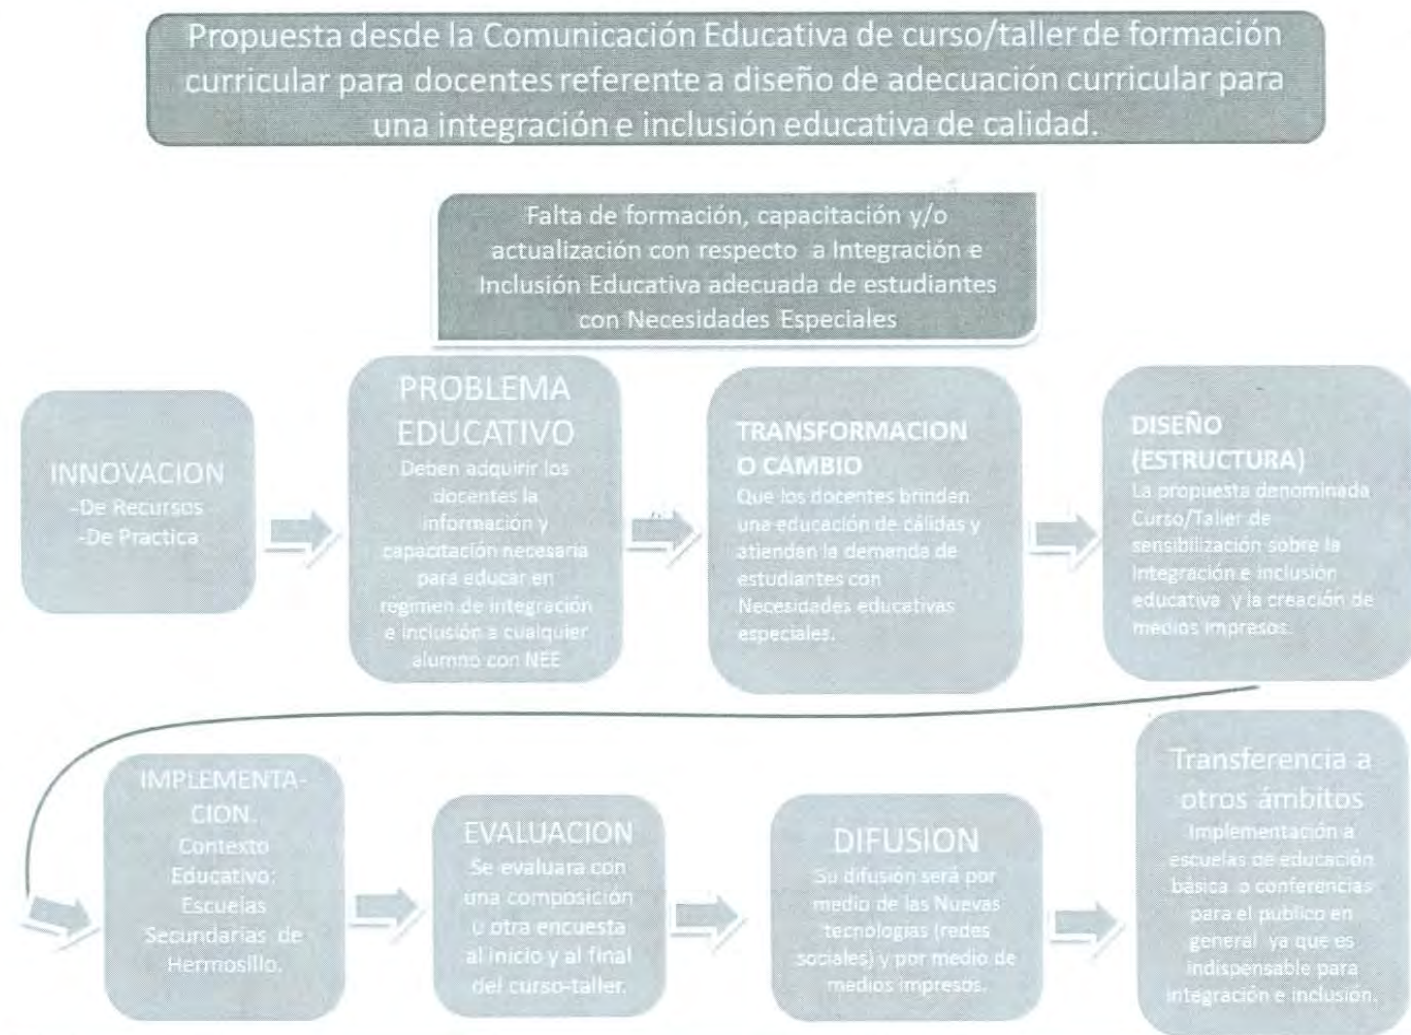 Propuesta desde la Comunicación Educativa de curso/taller de formación
curricular para docentes referente a diseño de adecuación curricular para
una integración e inclusión educativa de calidad.
Falta de formación, capacitación y/o
actualización con respecto a Integración e
Inclusión Educativa adecuada de estudiantes
con Necesidades Especiales
INNOVACION
-De Recursos
-De Practica
PROBLEMA
EDUCATIVO
Deben adquirir los
docentes la
información y
capacitación necesaria
para educar en
regimen de integración
e inclusión a cualquier
alumno con NEE
TRANSFORMACION
O CAMBIO
Que los docentes brinden
una educación de cálidas y
atienden la demanda de
estudiantes con
Necesidades educativas
especiales.
DISEÑO
(ESTRUCTURA)
La propuesta denominada
Curso/Taller de
sensibilización sobre la
Integración e inclusión
educativa y la creación de
medios impresos.
IMPLEMENTA-
CION.
Contexto
Educativo:
Escuelas
Secundarias de
Hermosillo.
EVALUACION
Se evaluara con
una composición
u otra encuesta
al inicio y al final
del curso-taller.
DIFUSION
Su difusión será por
medio de las Nuevas
tecnologías (redes
sociales) y por medio de
medios impresos.
Transferencia a
otros ámbitos
Implementación a
escuelas de educación
básica o conferencias
para el publico en
general ya que es
indispensable para
integración e inclusión.